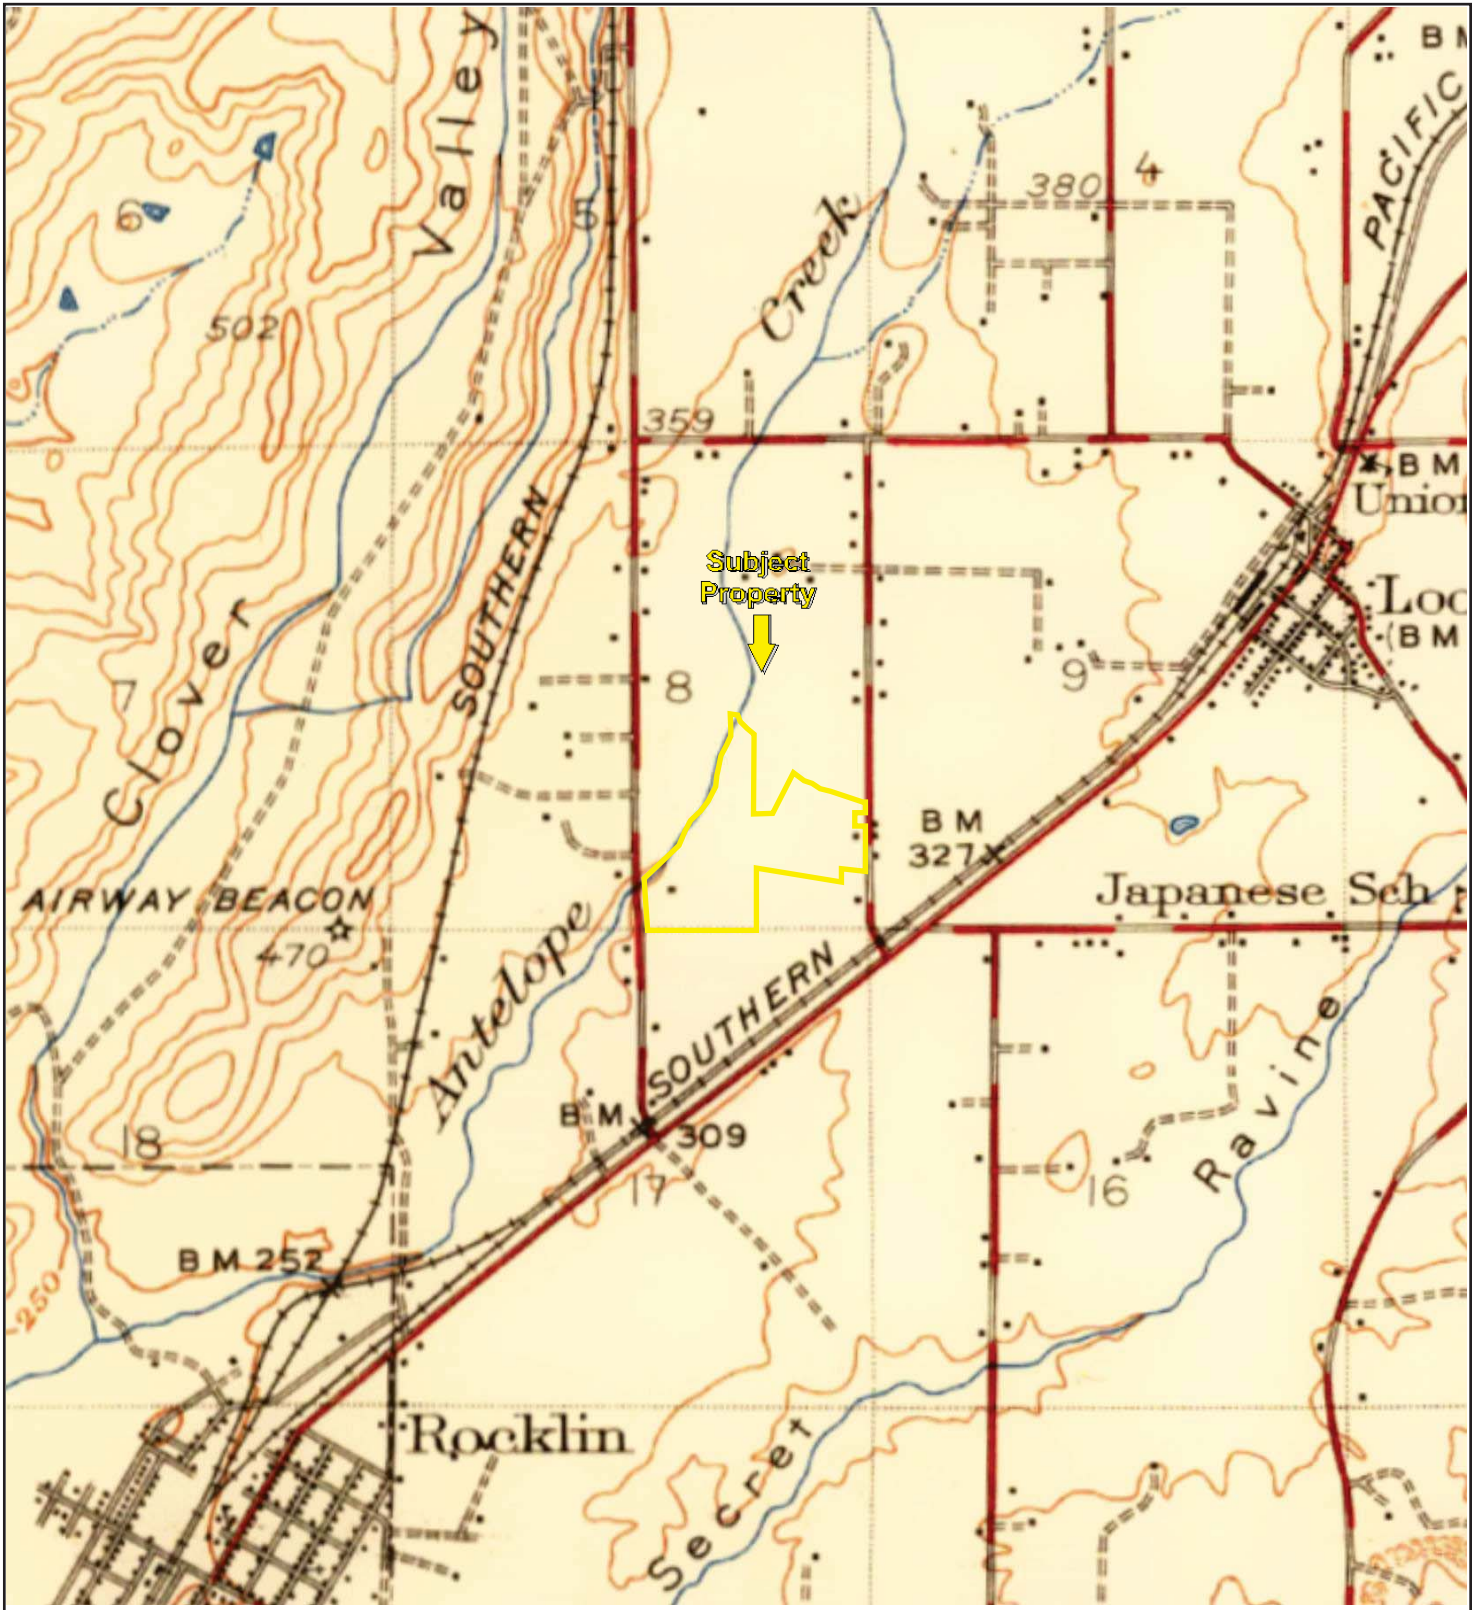 Valley
B M
PACIFIC
6
5
4
380
Creek
502
359
B M
Union
SOUTHERN
Subject
Property
Loo
(B M
Clover
7
8
9
B M
327
Japanese Sch
AIRWAY BEACON
470
Antelope
SOUTHERN
Ravine
B M
309
18
17
16
B M 252
250
Rocklin
Secret